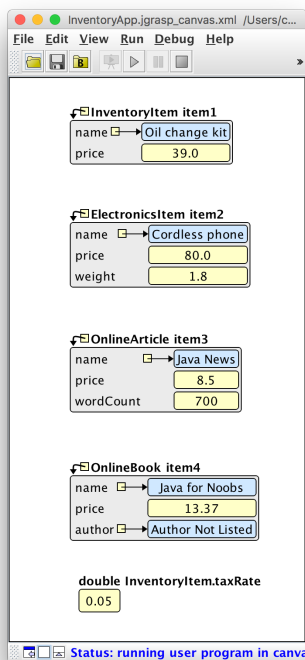 InventoryApp.jgrasp_canvas.xml /Users/c...
File Edit View Run Debug Help
B »
InventoryItem item1
name Oil change kit
price 39.0
ElectronicsItem item2
name Cordless phone
price 80.0
weight 1.8
OnlineArticle item3
name Java News
price 8.5
wordCount 700
OnlineBook item4
name Java for Noobs
price 13.37
author Author Not Listed
double InventoryItem.taxRate
0.05
Status: running user program in canva